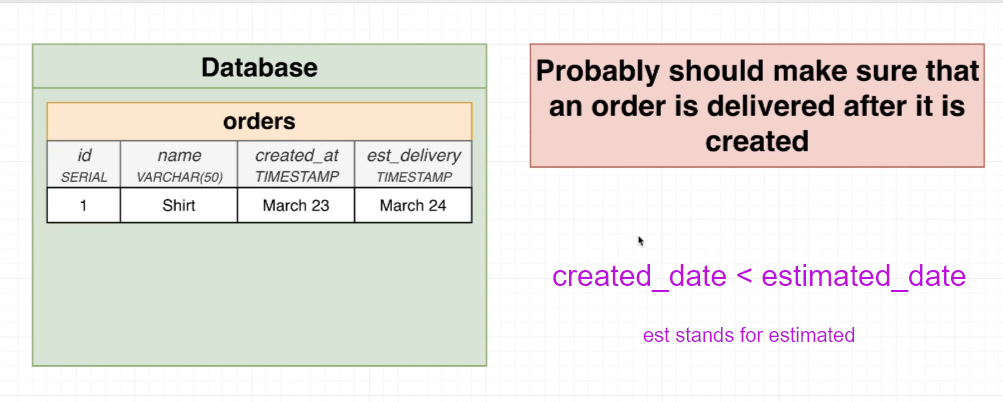 Database
orders
id name created_at est_delivery
SERIAL VARCHAR(50) TIMESTAMP TIMESTAMP
1 Shirt March 23 March 24
Probably should make sure that
an order is delivered after it is
created
created_date < estimated_date
est stands for estimated